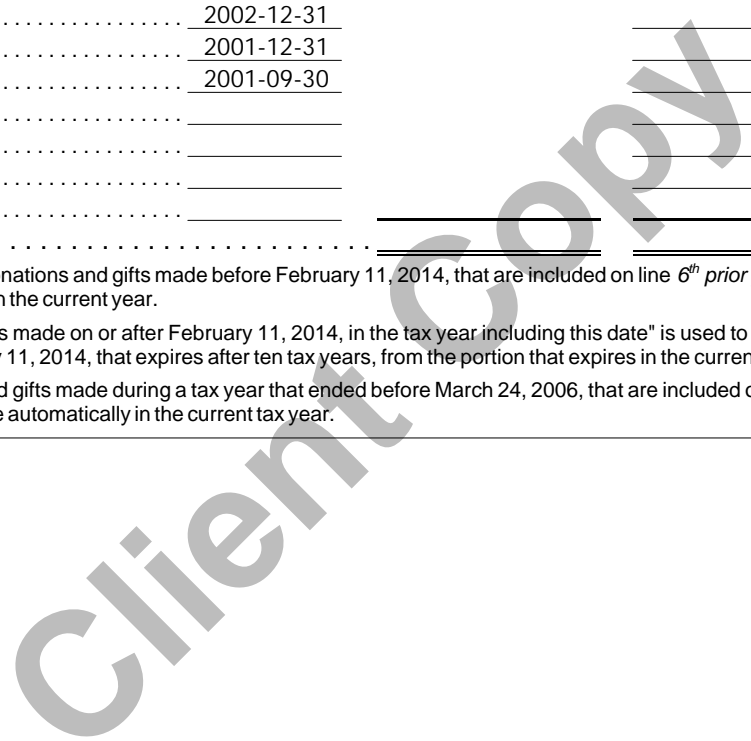 . . . . . . . . . . . . . . . . 2002-12-31
. . . . . . . . . . . . . . . . 2001-12-31
. . . . . . . . . . . . . . . . 2001-09-30
nations and gifts made before February 11, 2014, that are included on line 6th prior
n the current year.
s made on or after February 11, 2014, in the tax year including this date" is used to
y 11, 2014, that expires after ten tax years, from the portion that expires in the curren
d gifts made during a tax year that ended before March 24, 2006, that are included o
e automatically in the current tax year.
Client Copy